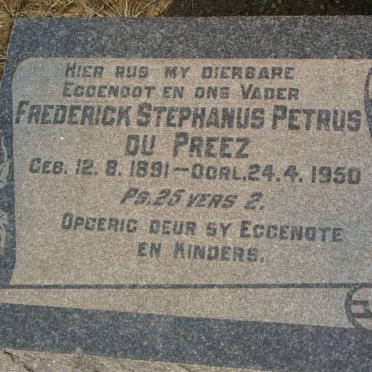 HIER RUS MY DIERBARE
EGGENOOT EN ONS VADER
FREDERICK STEPHANUS PETRUS
DU PREEZ
GEB. 12. 8. 1891 — OORL. 24. 4. 1950
PS. 25 VERS 2.
OPGERIG DEUR SY EGGENOTE
EN KINDERS.